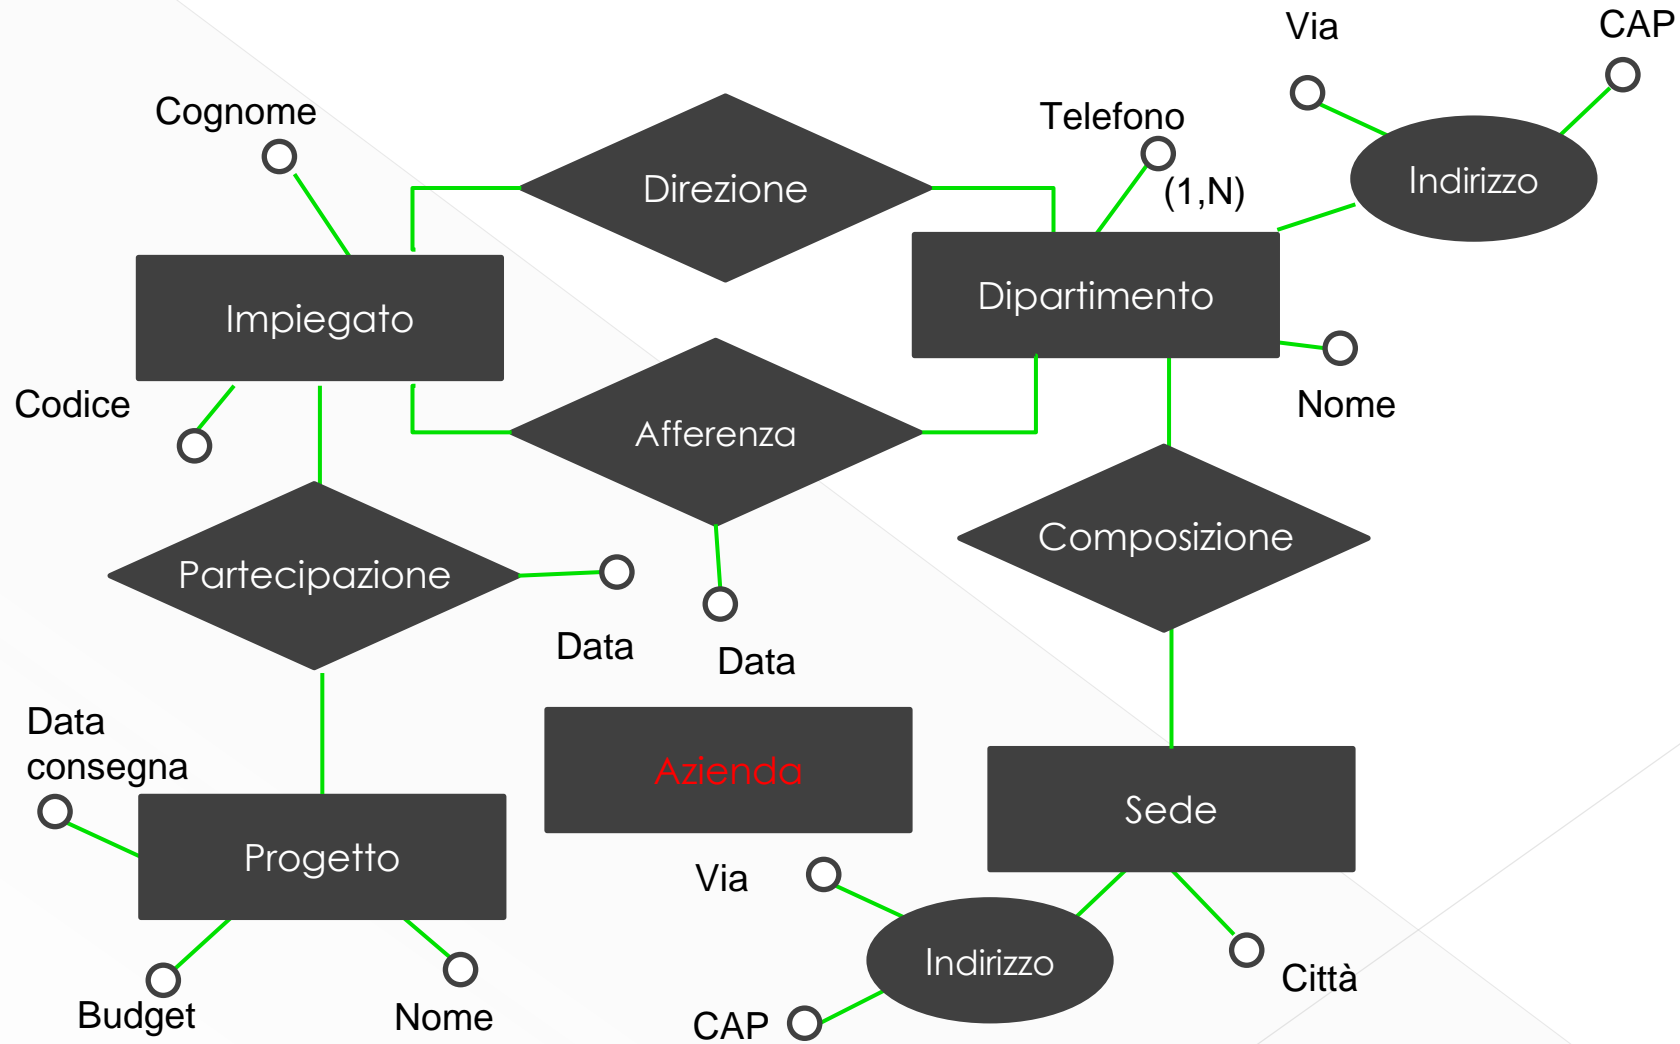 Via
CAP
Cognome
Telefono
Direzione
(1,N)
Indirizzo
Impiegato
Dipartimento
Codice
Afferenza
Nome
Partecipazione
Composizione
Data
Data
Data
consegna
Azienda
Sede
Progetto
Via
Indirizzo
Città
Budget
Nome
CAP